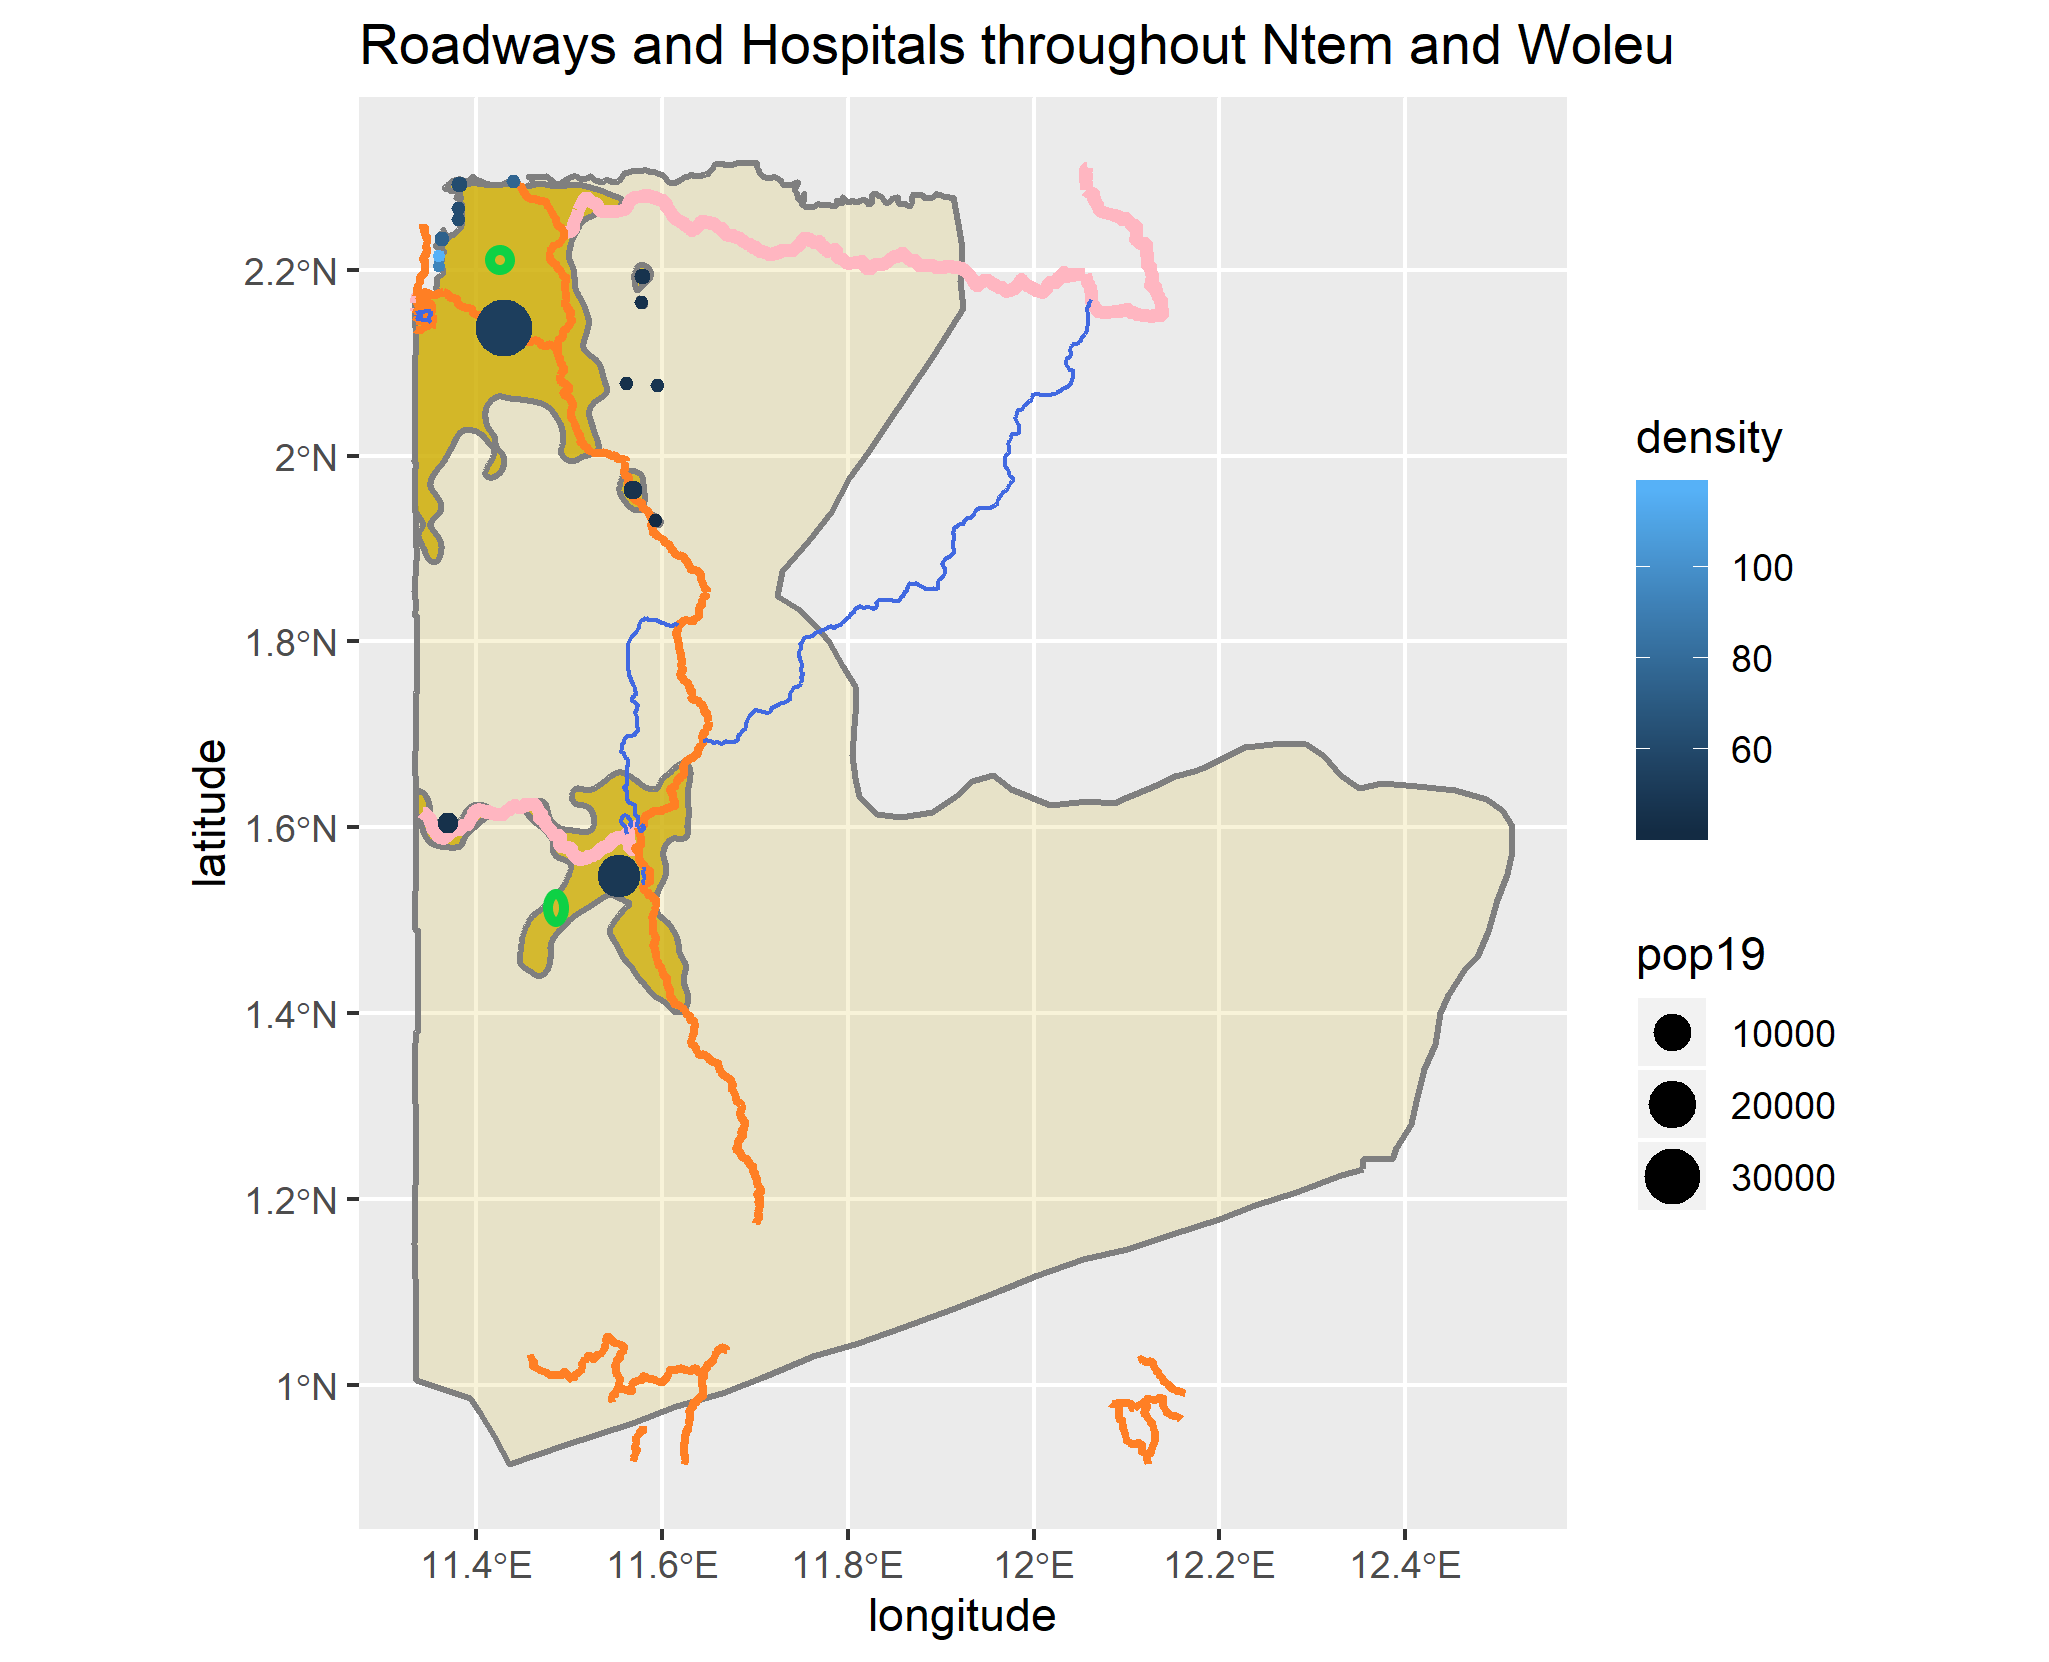 Roadways and Hospitals throughout Ntem and Woleu
2.2°N
2°N
1.8°N
1.6°N
1.4°N
1.2°N
1°N
latitude
11.4°E
11.6°E
11.8°E
12°E
12.2°E
12.4°E
longitude
density
100
80
60
pop19
10000
20000
30000